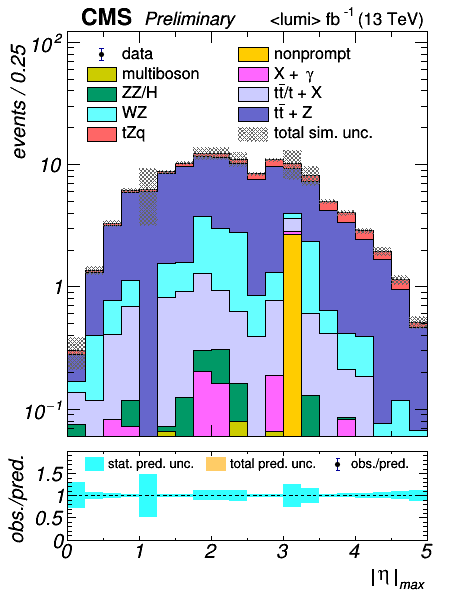 CMS Preliminary <lumi> fb⁻¹ (13 TeV)
events / 0.25
10²
10
1
10⁻¹
data
nonprompt
multiboson
X + γ
ZZ/H
tt̄/t + X
WZ
tt̄ + Z
tZq
total sim. unc.
obs./pred.
1.5
1
0.5
0
stat. pred. unc.
total pred. unc.
obs./pred.
0 1 2 3 4 5
|η|max